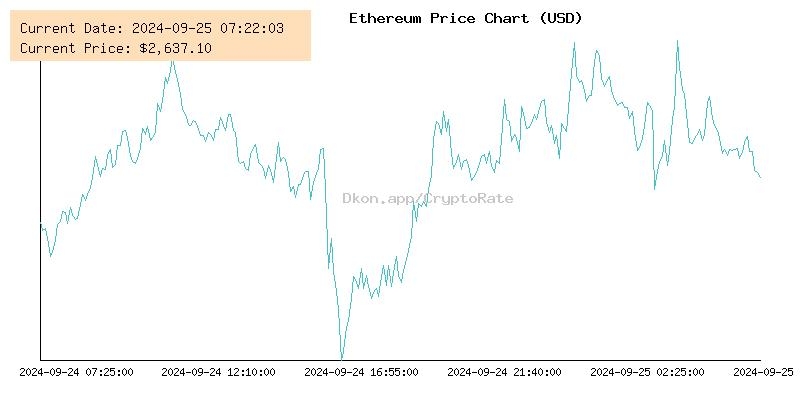 Ethereum Price Chart (USD)
Current Date: 2024-09-25 07:22:03
Current Price: $2,637.10
Dkon.app/CryptoRate
2024-09-24 07:25:00 2024-09-24 12:10:00 2024-09-24 16:55:00 2024-09-24 21:40:00 2024-09-25 02:25:00 2024-09-25